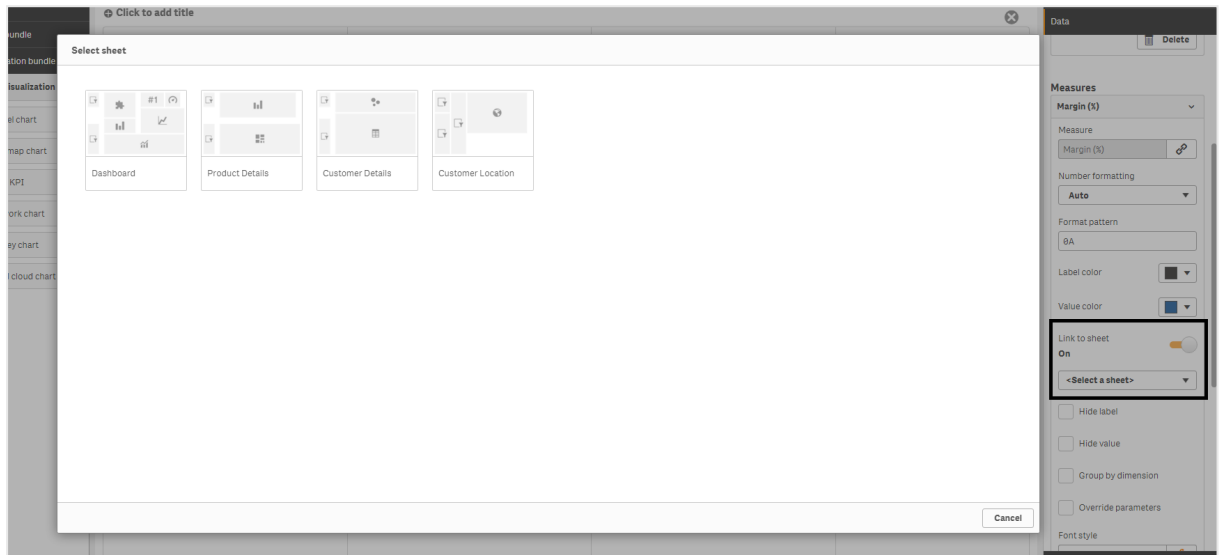 Click to add title
Data
undle
Delete
Select sheet
ation bundle
isualization
Measures
#1
Margin (%)
el chart
Measure
map chart
Margin (%)
Dashboard
Product Details
Customer Details
Customer Location
KPI
Number formatting
Auto
ork chart
Format pattern
0A
ey chart
Label color
cloud chart
Value color
Link to sheet
On
<Select a sheet>
Hide label
Hide value
Group by dimension
Override parameters
Cancel
Font style